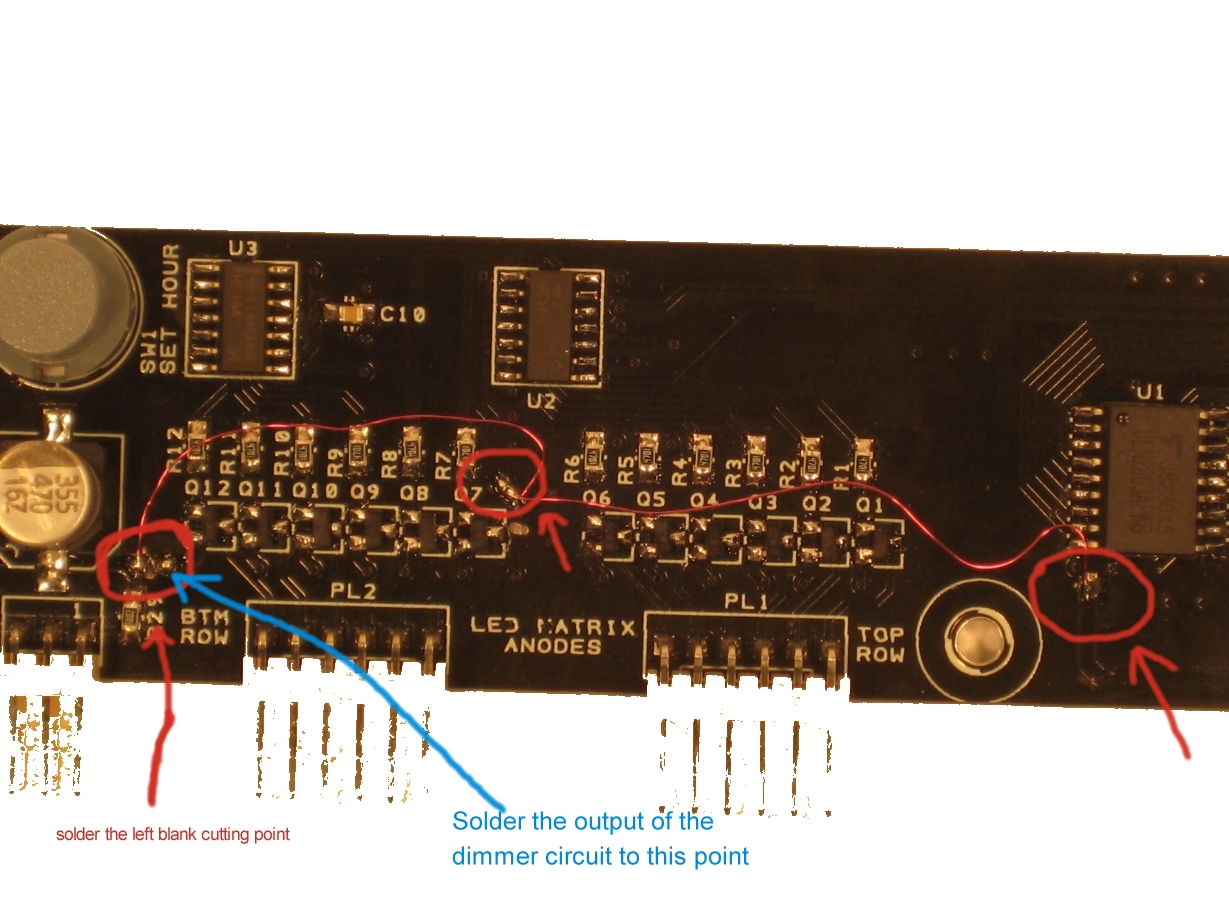 U3
HOUR
SW1
SET
C10
U2
U1
R12
R11
R10
R9
R8
R7
R6
R5
R4
R3
R2
R1
Q12 Q11 Q10 Q9 Q8 Q7
Q6 Q5 Q4 Q3 Q2 Q1
355
470
16Z
1
PL2
BTM
ROW
LED MATRIX
ANODES
PL1
TOP
ROW
Solder the output of the
dimmer circuit to this point
solder the left blank cutting point